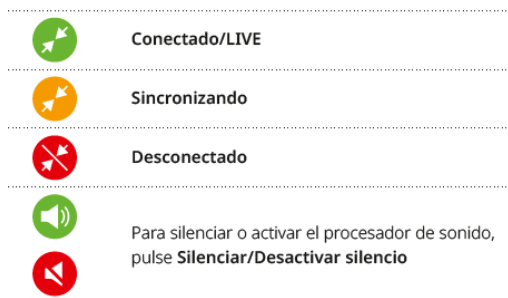 Conectado/LIVE
Sincronizando
Desconectado
Para silenciar o activar el procesador de sonido,
pulse Silenciar/Desactivar silencio